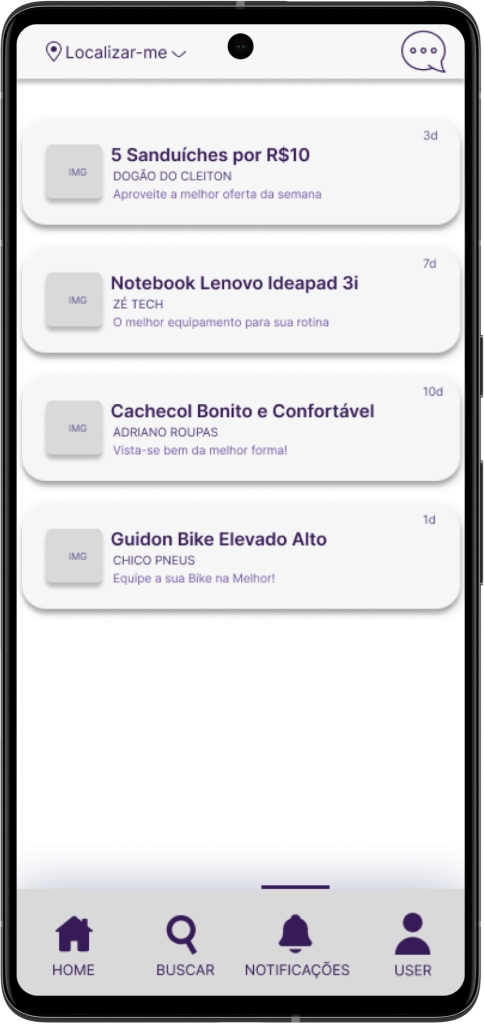 Localizar-me
3d
IMG
5 Sanduíches por R$10
DOGÃO DO CLEITON
Aproveite a melhor oferta da semana
7d
IMG
Notebook Lenovo Ideapad 3i
ZÉ TECH
O melhor equipamento para sua rotina
10d
IMG
Cachecol Bonito e Confortável
ADRIANO ROUPAS
Vista-se bem da melhor forma!
1d
IMG
Guidon Bike Elevado Alto
CHICO PNEUS
Equipe a sua Bike na Melhor!
HOME BUSCAR NOTIFICAÇÕES USER